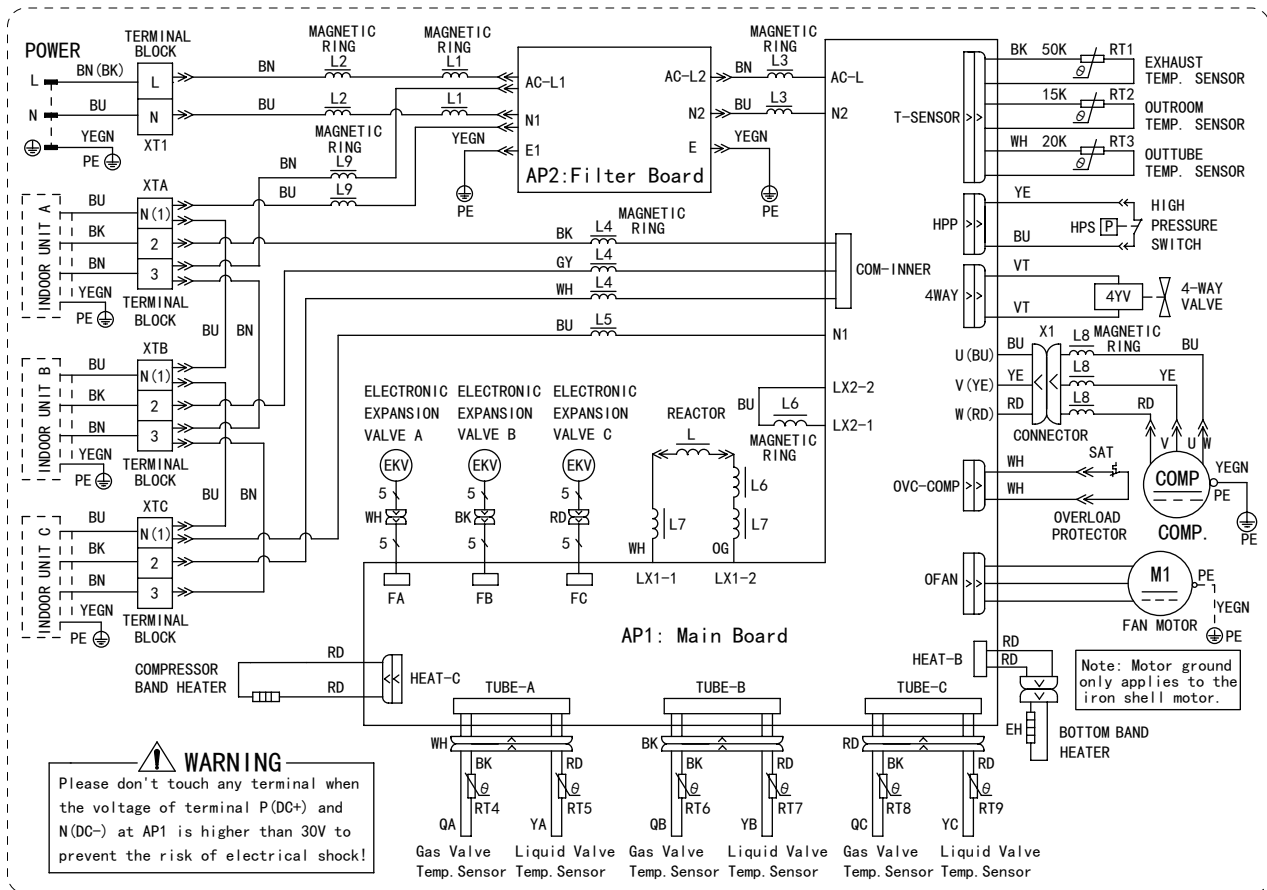 POWER
TERMINAL
BLOCK
MAGNETIC
RING
MAGNETIC
RING
MAGNETIC
RING
L
BN(BK)
L
BN
L2
L1
AC-L1
AC-L2
BN
L3
AC-L
N
BU
N
BU
L2
L1
N1
N2
BU
L3
N2
YEGN
PE
XT1
MAGNETIC
RING
YEGN
E1
E
YEGN
PE
PE
AP2:Filter Board
BN
L9
BU
L9
T-SENSOR
BK
50K
RT1
θ
EXHAUST
TEMP. SENSOR
15K
RT2
θ
OUTROOM
TEMP. SENSOR
WH
20K
RT3
θ
OUTTUBE
TEMP. SENSOR
INDOOR UNIT A
BU
BK
BN
YEGN
PE
XTA
N(1)
2
3
TERMINAL
BLOCK
BU
BN
MAGNETIC
RING
BK
L4
GY
L4
WH
L4
COM-INNER
BU
L5
N1
HPP
YE
BU
HPS
P
HIGH
PRESSURE
SWITCH
4WAY
VT
VT
4YV
4-WAY
VALVE
INDOOR UNIT B
BU
BK
BN
YEGN
PE
XTB
N(1)
2
3
TERMINAL
BLOCK
BU
BN
ELECTRONIC
EXPANSION
VALVE A
ELECTRONIC
EXPANSION
VALVE B
ELECTRONIC
EXPANSION
VALVE C
EKV
EKV
EKV
5
5
5
WH
BK
RD
5
5
5
FA
FB
FC
REACTOR
L
L6
L7
L7
WH
OG
LX1-1
LX1-2
LX2-2
BU
L6
LX2-1
MAGNETIC
RING
U(BU)
BU
X1
L8
MAGNETIC
RING
BU
V(YE)
YE
L8
YE
W(RD)
RD
L8
RD
CONNECTOR
V
U
W
COMP
YEGN
PE
PE
COMP.
OVC-COMP
WH
WH
SAT
OVERLOAD
PROTECTOR
INDOOR UNIT C
BU
BK
BN
YEGN
PE
XTC
N(1)
2
3
TERMINAL
BLOCK
OFAN
M1
PE
YEGN
PE
FAN MOTOR
AP1: Main Board
COMPRESSOR
BAND HEATER
RD
RD
HEAT-C
HEAT-B
RD
RD
EH
BOTTOM BAND
HEATER
Note: Motor ground
only applies to the
iron shell motor.
TUBE-A
TUBE-B
TUBE-C
WH
BK
RD
BK
RD
BK
RD
BK
RD
θ
θ
θ
θ
θ
θ
RT4
RT5
RT6
RT7
RT8
RT9
QA
YA
QB
YB
QC
YC
Gas Valve
Temp. Sensor
Liquid Valve
Temp. Sensor
Gas Valve
Temp. Sensor
Liquid Valve
Temp. Sensor
Gas Valve
Temp. Sensor
Liquid Valve
Temp. Sensor
WARNING
Please don't touch any terminal when
the voltage of terminal P(DC+) and
N(DC-) at AP1 is higher than 30V to
prevent the risk of electrical shock!